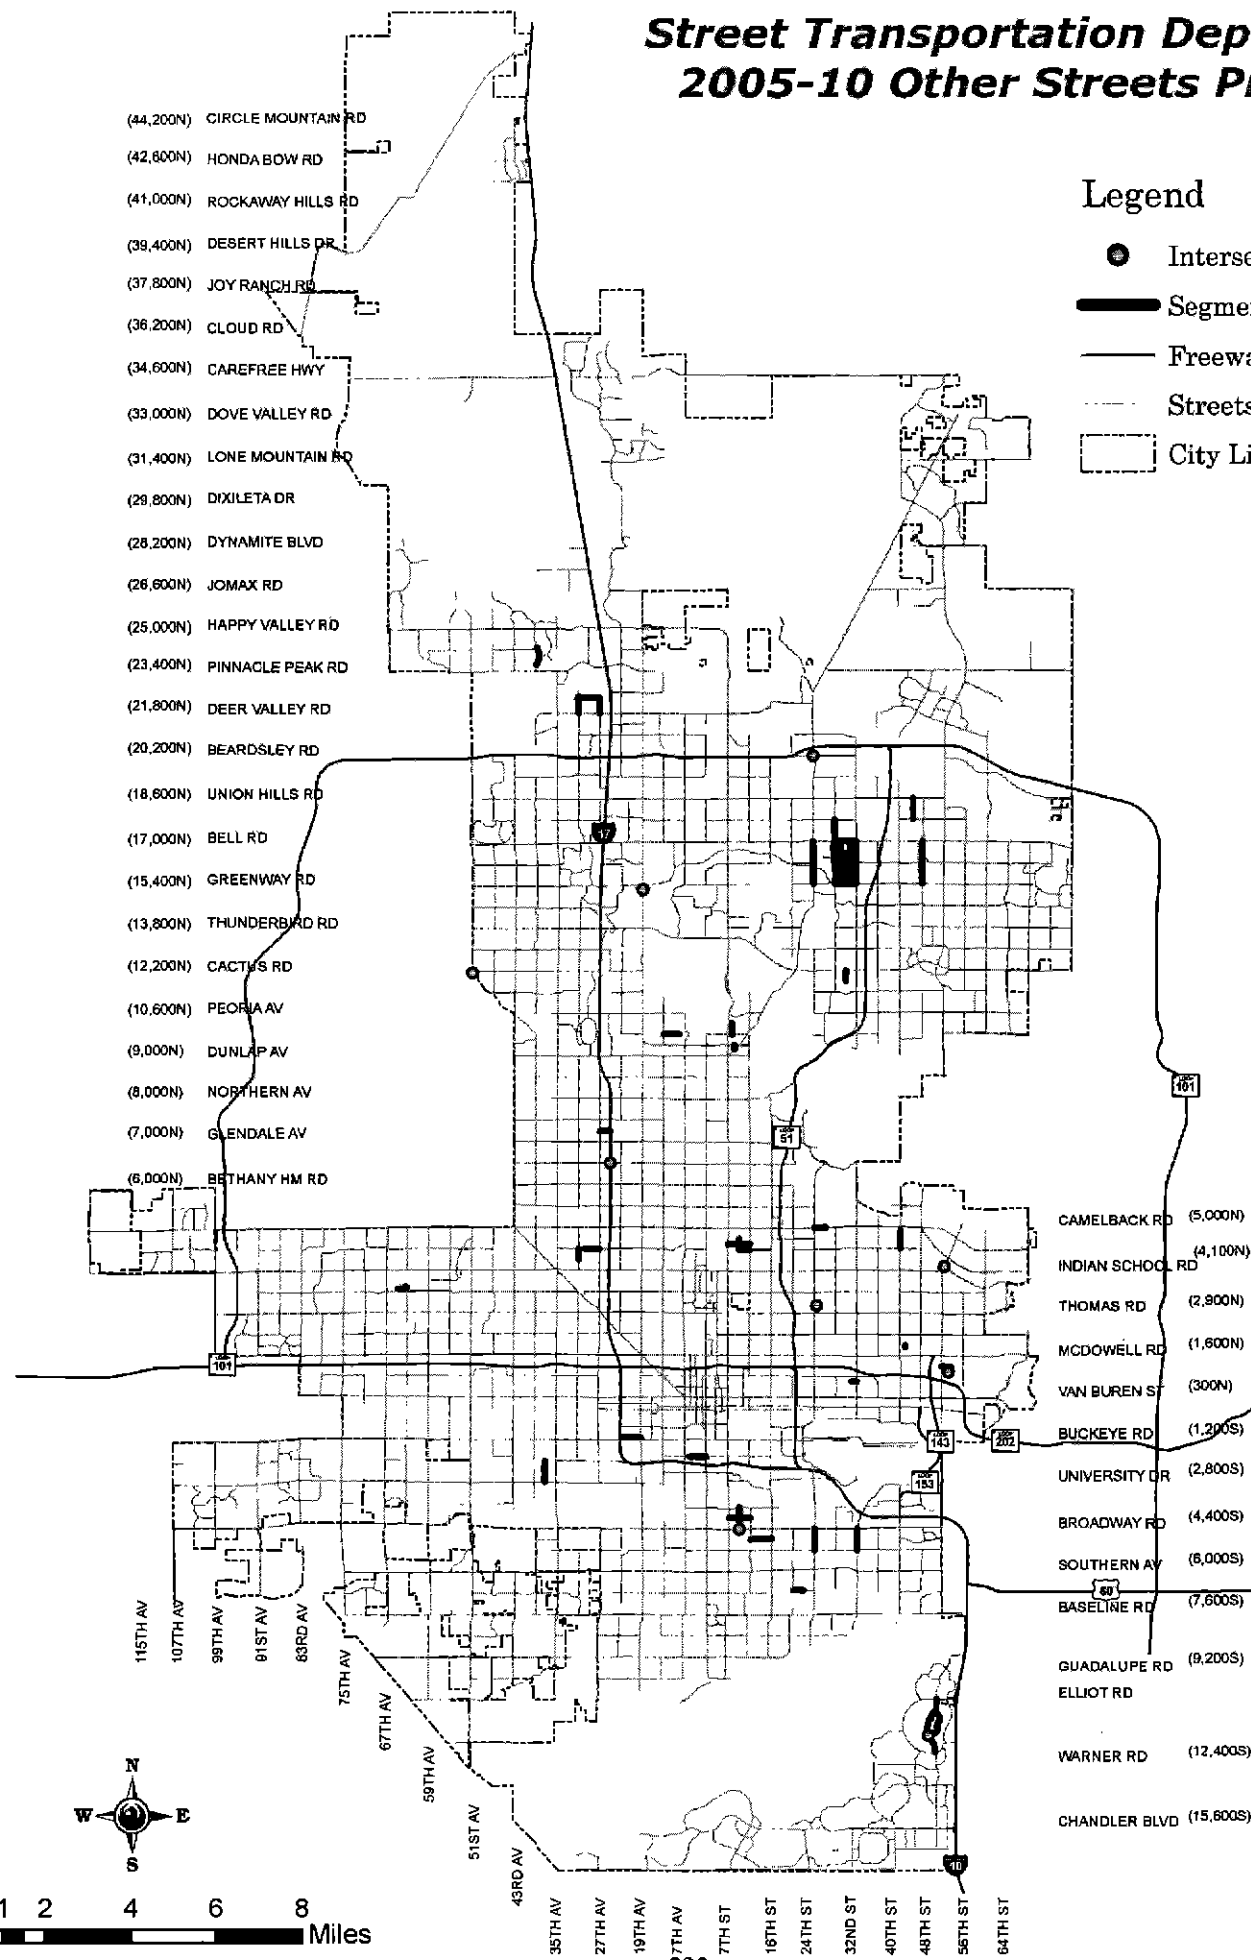 Street Transportation Dep
2005-10 Other Streets Pr
Legend
Interse
Segme
Freewa
Streets
City Li
(44,200N) CIRCLE MOUNTAIN RD
(42,600N) HONDA BOW RD
(41,000N) ROCKAWAY HILLS RD
(39,400N) DESERT HILLS DR
(37,800N) JOY RANCH RD
(36,200N) CLOUD RD
(34,600N) CAREFREE HWY
(33,000N) DOVE VALLEY RD
(31,400N) LONE MOUNTAIN RD
(29,800N) DIXILETA DR
(28,200N) DYNAMITE BLVD
(26,600N) JOMAX RD
(25,000N) HAPPY VALLEY RD
(23,400N) PINNACLE PEAK RD
(21,800N) DEER VALLEY RD
(20,200N) BEARDSLEY RD
(18,600N) UNION HILLS RD
(17,000N) BELL RD
(15,400N) GREENWAY RD
(13,800N) THUNDERBIRD RD
(12,200N) CACTUS RD
(10,600N) PEORIA AV
(9,000N) DUNLAP AV
(8,000N) NORTHERN AV
(7,000N) GLENDALE AV
(6,000N) BETHANY HM RD
17
51
LOOP 101
CAMELBACK RD (5,000N)
INDIAN SCHOOL RD (4,100N)
THOMAS RD (2,900N)
MCDOWELL RD (1,600N)
VAN BUREN ST (300N)
BUCKEYE RD (1,200S)
UNIVERSITY DR (2,800S)
BROADWAY RD (4,400S)
SOUTHERN AV (6,000S)
BASELINE RD (7,600S)
GUADALUPE RD (9,200S)
ELLIOT RD
WARNER RD (12,400S)
CHANDLER BLVD (15,600S)
LOOP 101
143
202
153
60
10
115TH AV
107TH AV
99TH AV
91ST AV
83RD AV
75TH AV
67TH AV
59TH AV
51ST AV
43RD AV
35TH AV
27TH AV
19TH AV
7TH AV
7TH ST
16TH ST
24TH ST
32ND ST
40TH ST
48TH ST
56TH ST
64TH ST
N
W E
S
1 2 4 6 8
Miles